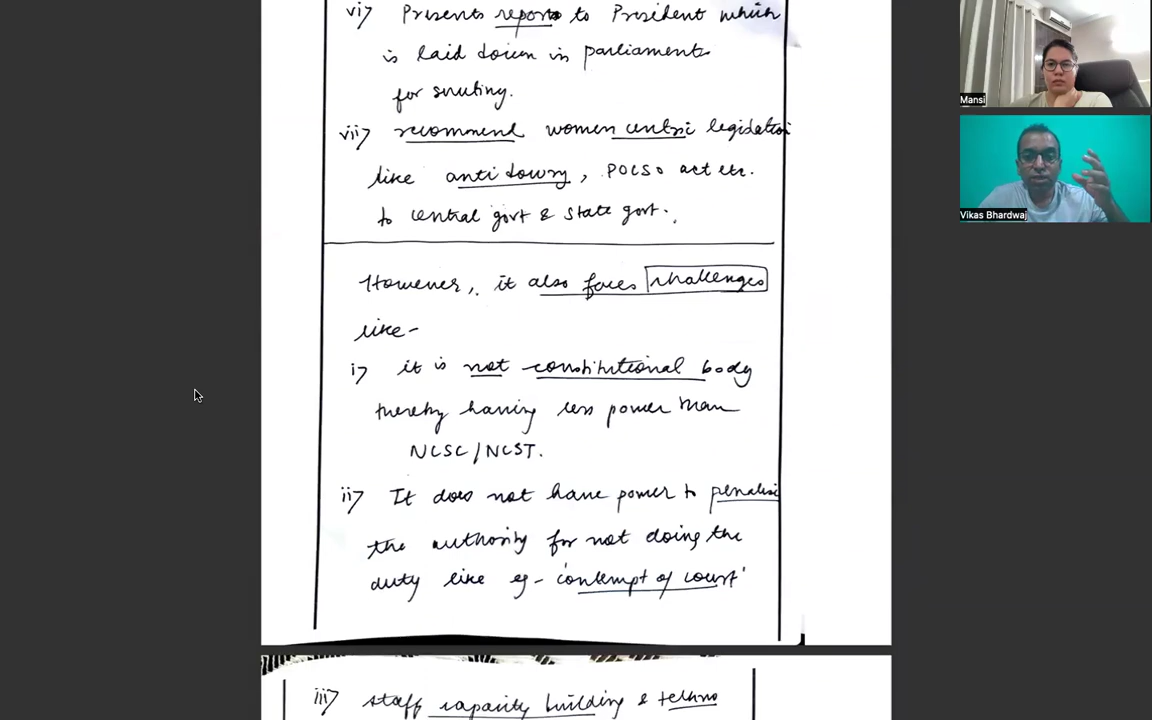 vi) Presents reports to President which
is laid down in parliament
for scrutiny.
vii) recommend women centric legislation
like anti dowry, POCSO act etc.
to central govt & state govt.
However, it also faces challenges
like -
i) it is not constitutional body
thereby having less power than
NCSC/NCST.
ii) It does not have power to penalise
the authority for not doing the
duty like eg - 'contempt of court'
iii) staff capacity building & techno
Mansi
Vikas Bhardwaj